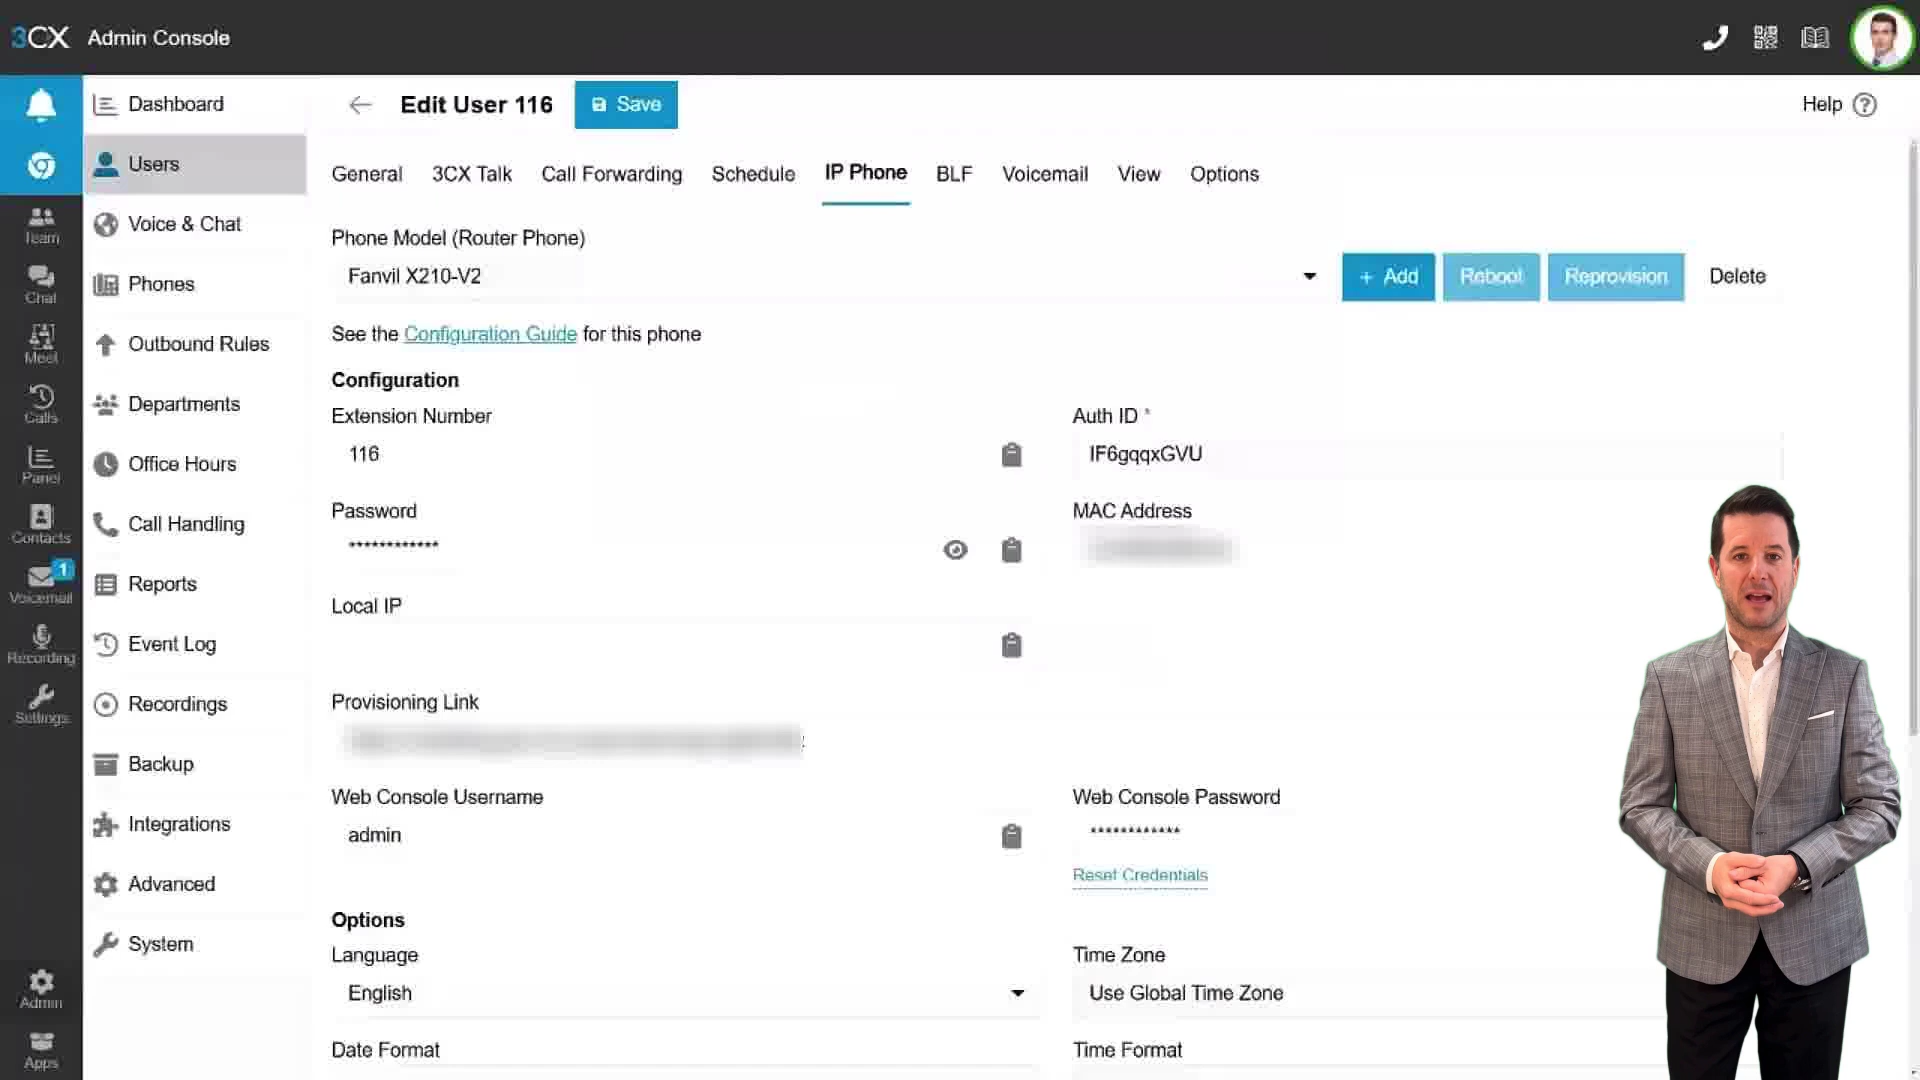 3CX Admin Console
Dashboard
Edit User 116
Save
Help ?
Users
General
3CX Talk
Call Forwarding
Schedule
IP Phone
BLF
Voicemail
View
Options
Team
Chat
Meet
Calls
Panel
Contacts
1
Voicemail
Recording
Settings
Admin
Apps
Voice & Chat
Phones
Outbound Rules
Departments
Office Hours
Call Handling
Reports
Event Log
Recordings
Backup
Integrations
Advanced
System
Phone Model (Router Phone)
Fanvil X210-V2
+ Add
Reboot
Reprovision
Delete
See the Configuration Guide for this phone
Configuration
Extension Number
116
Auth ID *
IF6gqqxGVU
Password
************
MAC Address
Local IP
Provisioning Link
Web Console Username
admin
Web Console Password
************
Reset Credentials
Options
Language
English
Time Zone
Use Global Time Zone
Date Format
Time Format